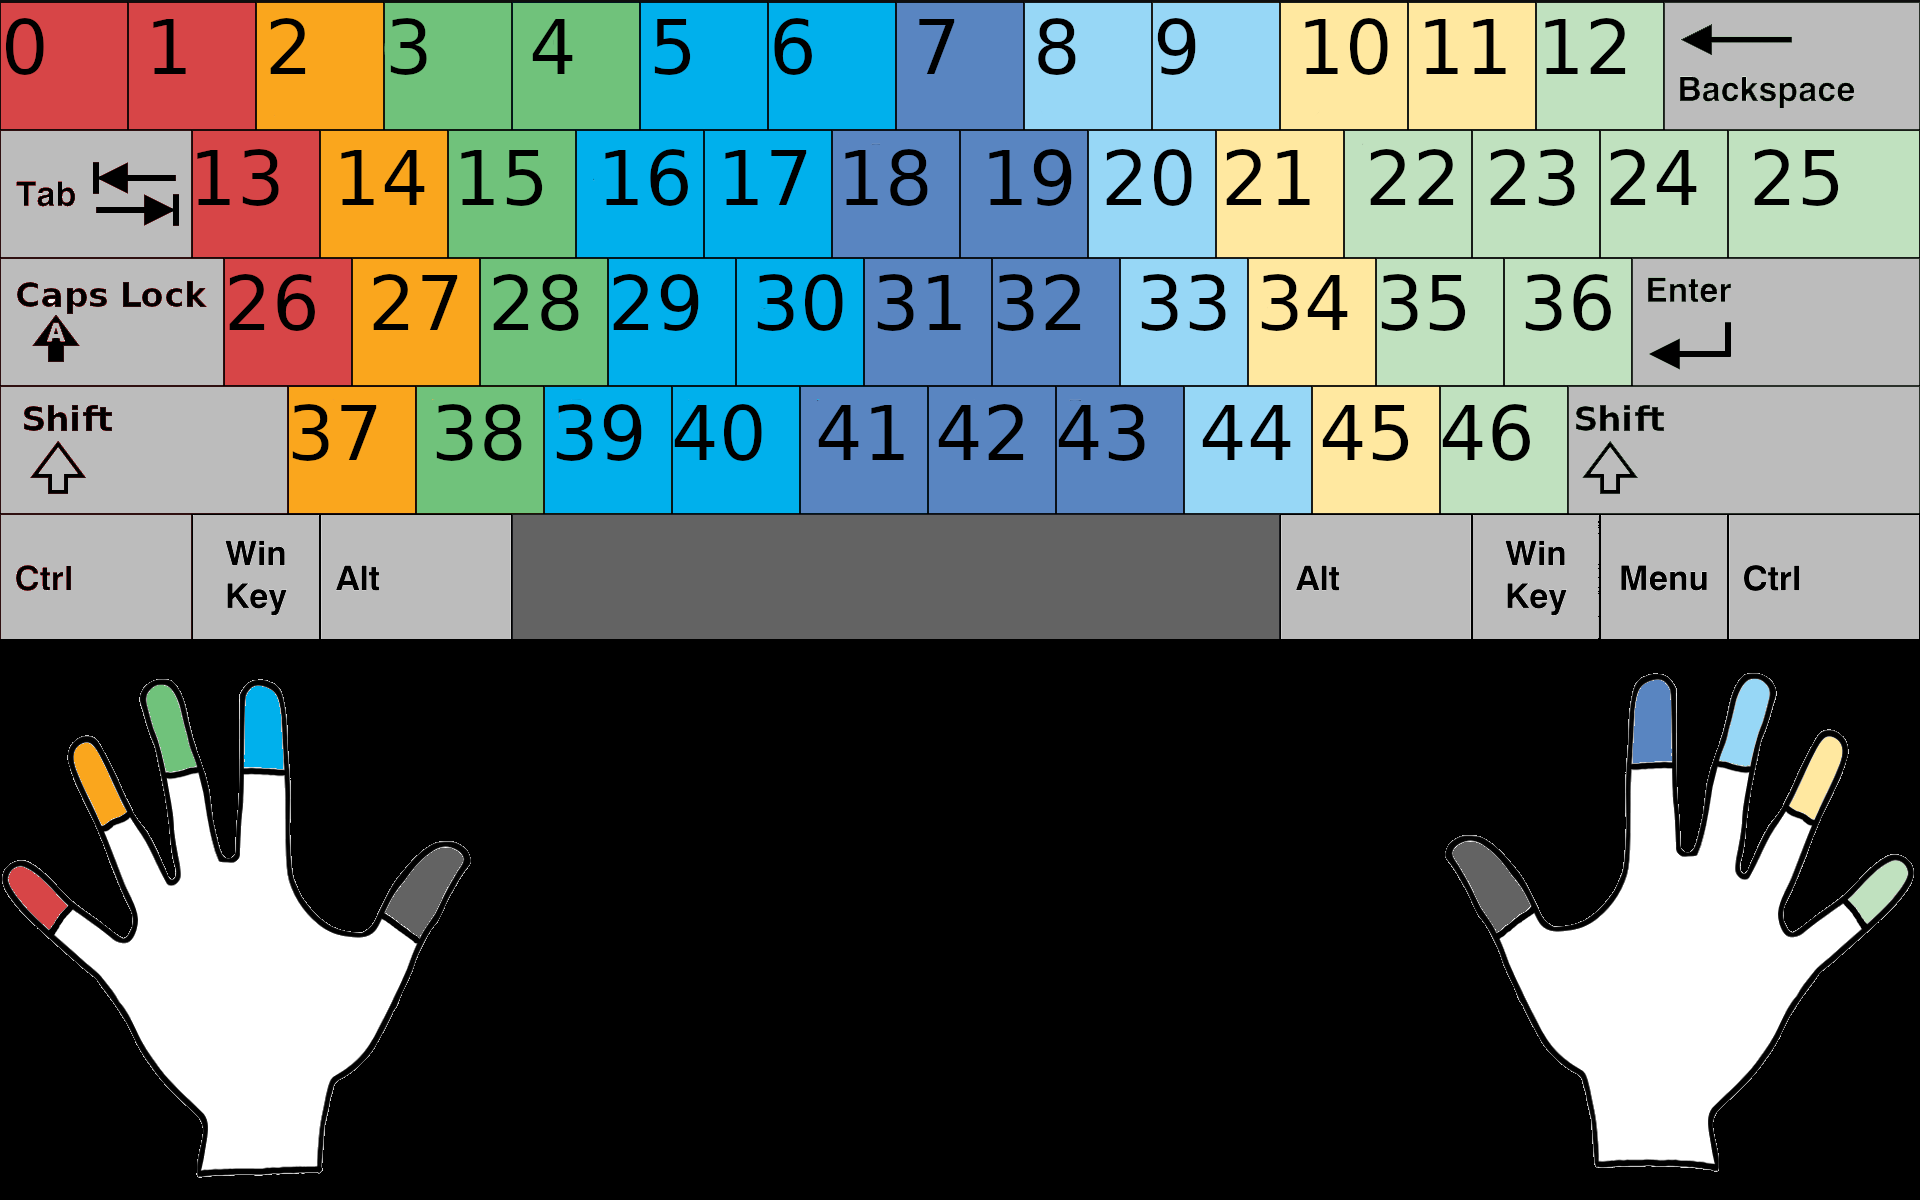 0 1 2 3 4 5 6 7 8 9 10 11 12 Backspace
Tab 13 14 15 16 17 18 19 20 21 22 23 24 25
Caps Lock 26 27 28 29 30 31 32 33 34 35 36 Enter
A
Shift 37 38 39 40 41 42 43 44 45 46 Shift
Ctrl Win Key Alt Alt Win Key Menu Ctrl